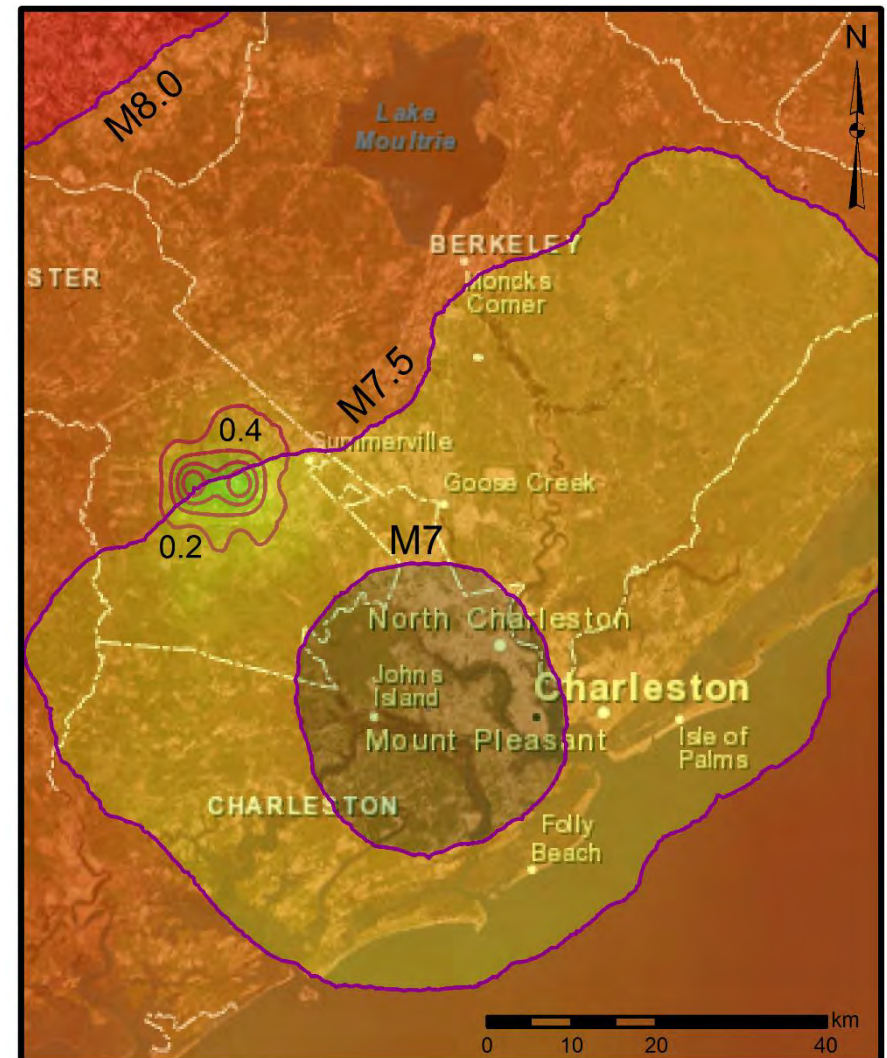 N
M8.0
Lake
Moultrie
BERKELEY
STER
Moncks
Corner
M7.5
0.4
Summerville
Goose Creek
0.2
M7
North Charleston
Johns
Island
Charleston
Mount Pleasant
Isle of
Palms
CHARLESTON
Folly
Beach
km
0 10 20 40